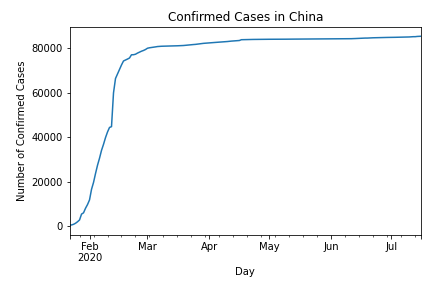 Confirmed Cases in China
Number of Confirmed Cases
80000
60000
40000
20000
0
Feb Mar Apr May Jun Jul
2020
Day